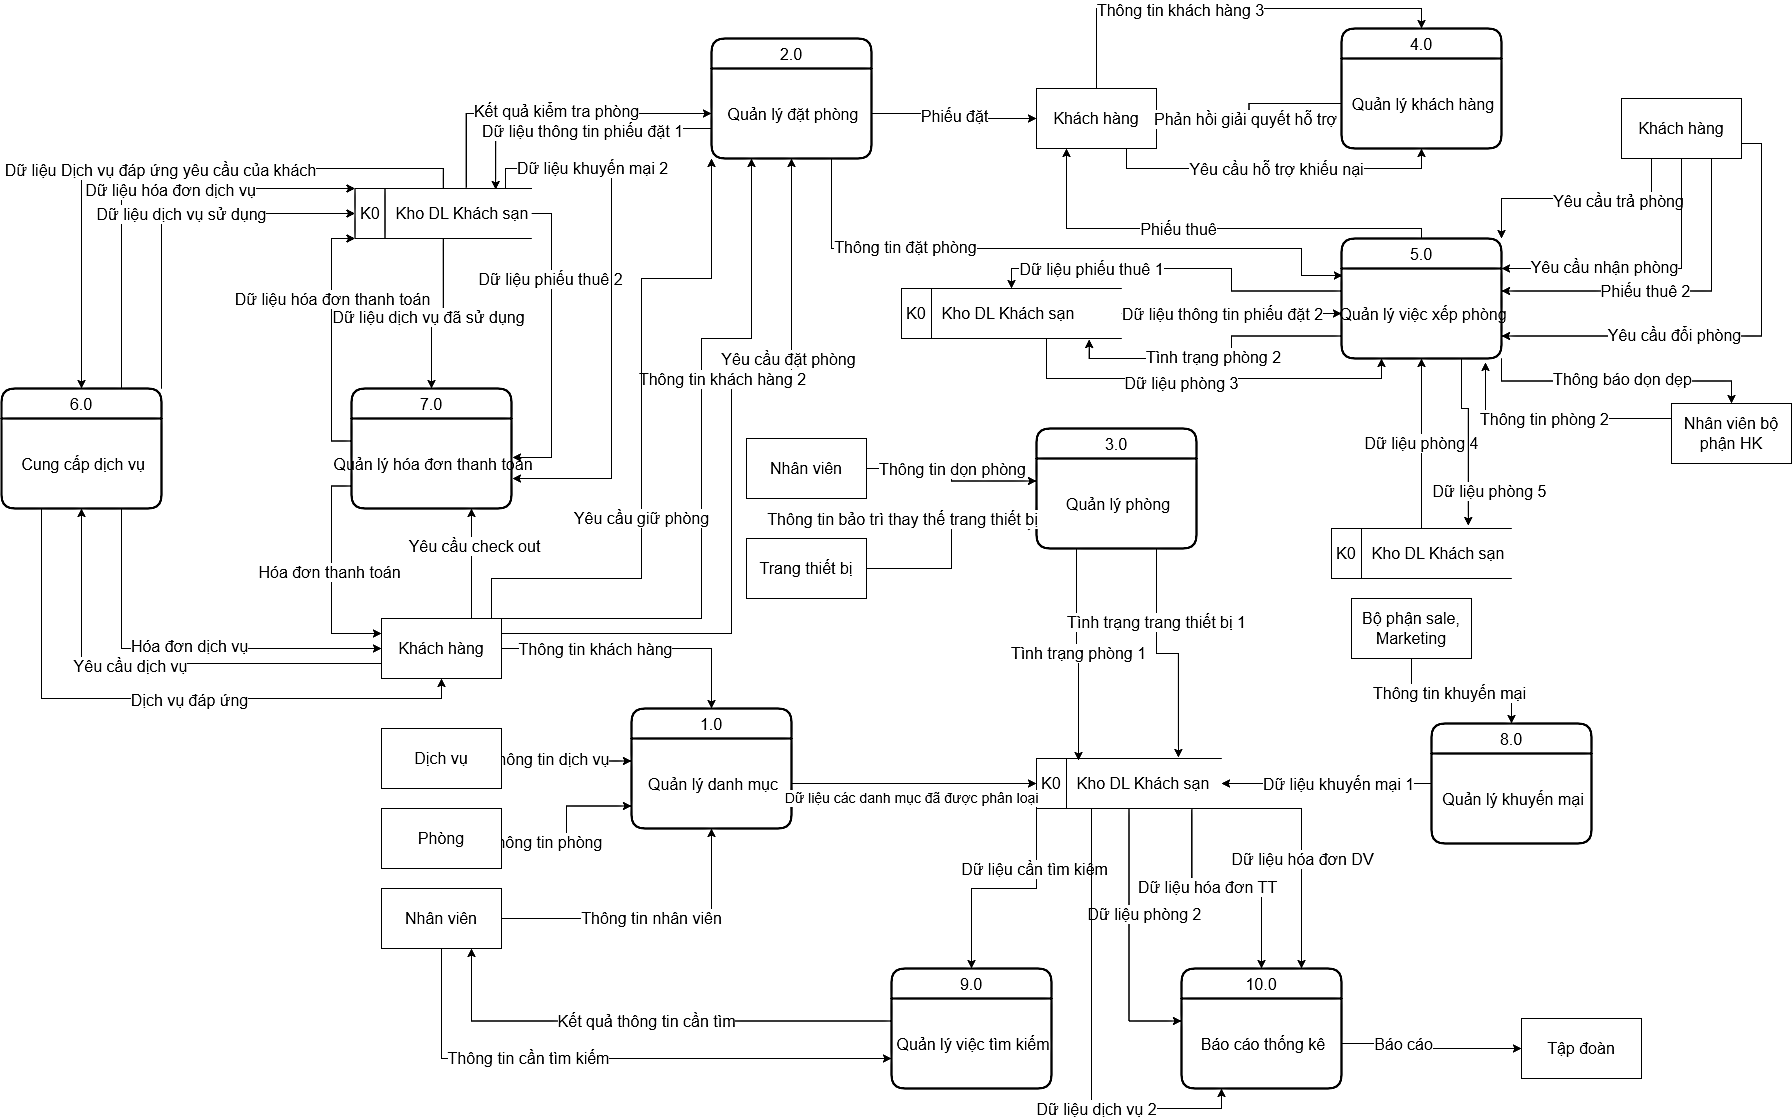 Thông tin khách hàng 3
2.0
4.0
Kết quả kiểm tra phòng
Quản lý đặt phòng
Phiếu đặt
Khách hàng
Phản hồi giải quyết hỗ trợ
Quản lý khách hàng
Khách hàng
Dữ liệu thông tin phiếu đặt 1
Dữ liệu Dịch vụ đáp ứng yêu cầu của khách
Dữ liệu khuyến mại 2
Yêu cầu hỗ trợ khiếu nại
Dữ liệu hóa đơn dịch vụ
Dữ liệu dịch vụ sử dụng
K0
Kho DL Khách sạn
Yêu cầu trả phòng
Phiếu thuê
Thông tin đặt phòng
5.0
Dữ liệu phiếu thuê 1
Yêu cầu nhận phòng
Dữ liệu phiếu thuê 2
Phiếu thuê 2
Dữ liệu hóa đơn thanh toán
Dữ liệu dịch vụ đã sử dụng
K0
Kho DL Khách sạn
Dữ liệu thông tin phiếu đặt 2
Quản lý việc xếp phòng
Yêu cầu đổi phòng
Yêu cầu đặt phòng
Tình trạng phòng 2
Thông tin khách hàng 2
Dữ liệu phòng 3
Thông báo dọn dẹp
6.0
7.0
Thông tin phòng 2
Nhân viên bộ
phận HK
3.0
Dữ liệu phòng 4
Cung cấp dịch vụ
Quản lý hóa đơn thanh toán
Nhân viên
Thông tin dọn phòng
Dữ liệu phòng 5
Quản lý phòng
Yêu cầu giữ phòng
Thông tin bảo trì thay thế trang thiết bị
Yêu cầu check out
K0
Kho DL Khách sạn
Hóa đơn thanh toán
Trang thiết bị
Bộ phận sale,
Marketing
Tình trạng trang thiết bị 1
Hóa đơn dịch vụ
Khách hàng
Thông tin khách hàng
Tình trạng phòng 1
Yêu cầu dịch vụ
Thông tin khuyến mại
Dịch vụ đáp ứng
1.0
8.0
Dịch vụ
hông tin dịch vụ
Quản lý danh mục
Dữ liệu các danh mục đã được phân loại
K0
Kho DL Khách sạn
Dữ liệu khuyến mại 1
Quản lý khuyến mại
Phòng
hông tin phòng
Dữ liệu hóa đơn DV
Dữ liệu cần tìm kiếm
Dữ liệu hóa đơn TT
Dữ liệu phòng 2
Nhân viên
Thông tin nhân viên
9.0
10.0
Kết quả thông tin cần tìm
Quản lý việc tìm kiếm
Báo cáo thống kê
Báo cáo
Tập đoàn
Thông tin cần tìm kiếm
Dữ liệu dịch vụ 2